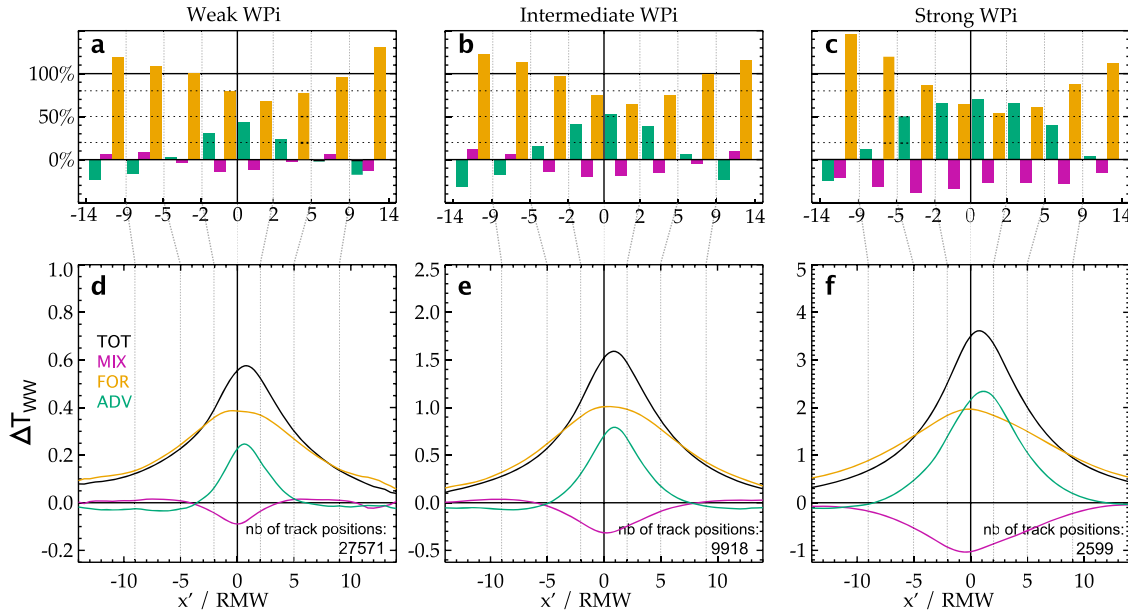 Weak WPi
Intermediate WPi
Strong WPi
a
b
c
100%
50%
0%
-14 -9 -5 -2 0 2 5 9 14
-14 -9 -5 -2 0 2 5 9 14
-14 -9 -5 -2 0 2 5 9 14
d
e
f
1.0
0.8
0.6
0.4
0.2
0.0
-0.2
2.5
2.0
1.5
1.0
0.5
0.0
-0.5
5
4
3
2
1
0
-1
ΔTWW
TOT
MIX
FOR
ADV
nb of track positions:
27571
nb of track positions:
9918
nb of track positions:
2599
-10 -5 0 5 10
-10 -5 0 5 10
-10 -5 0 5 10
x' / RMW
x' / RMW
x' / RMW